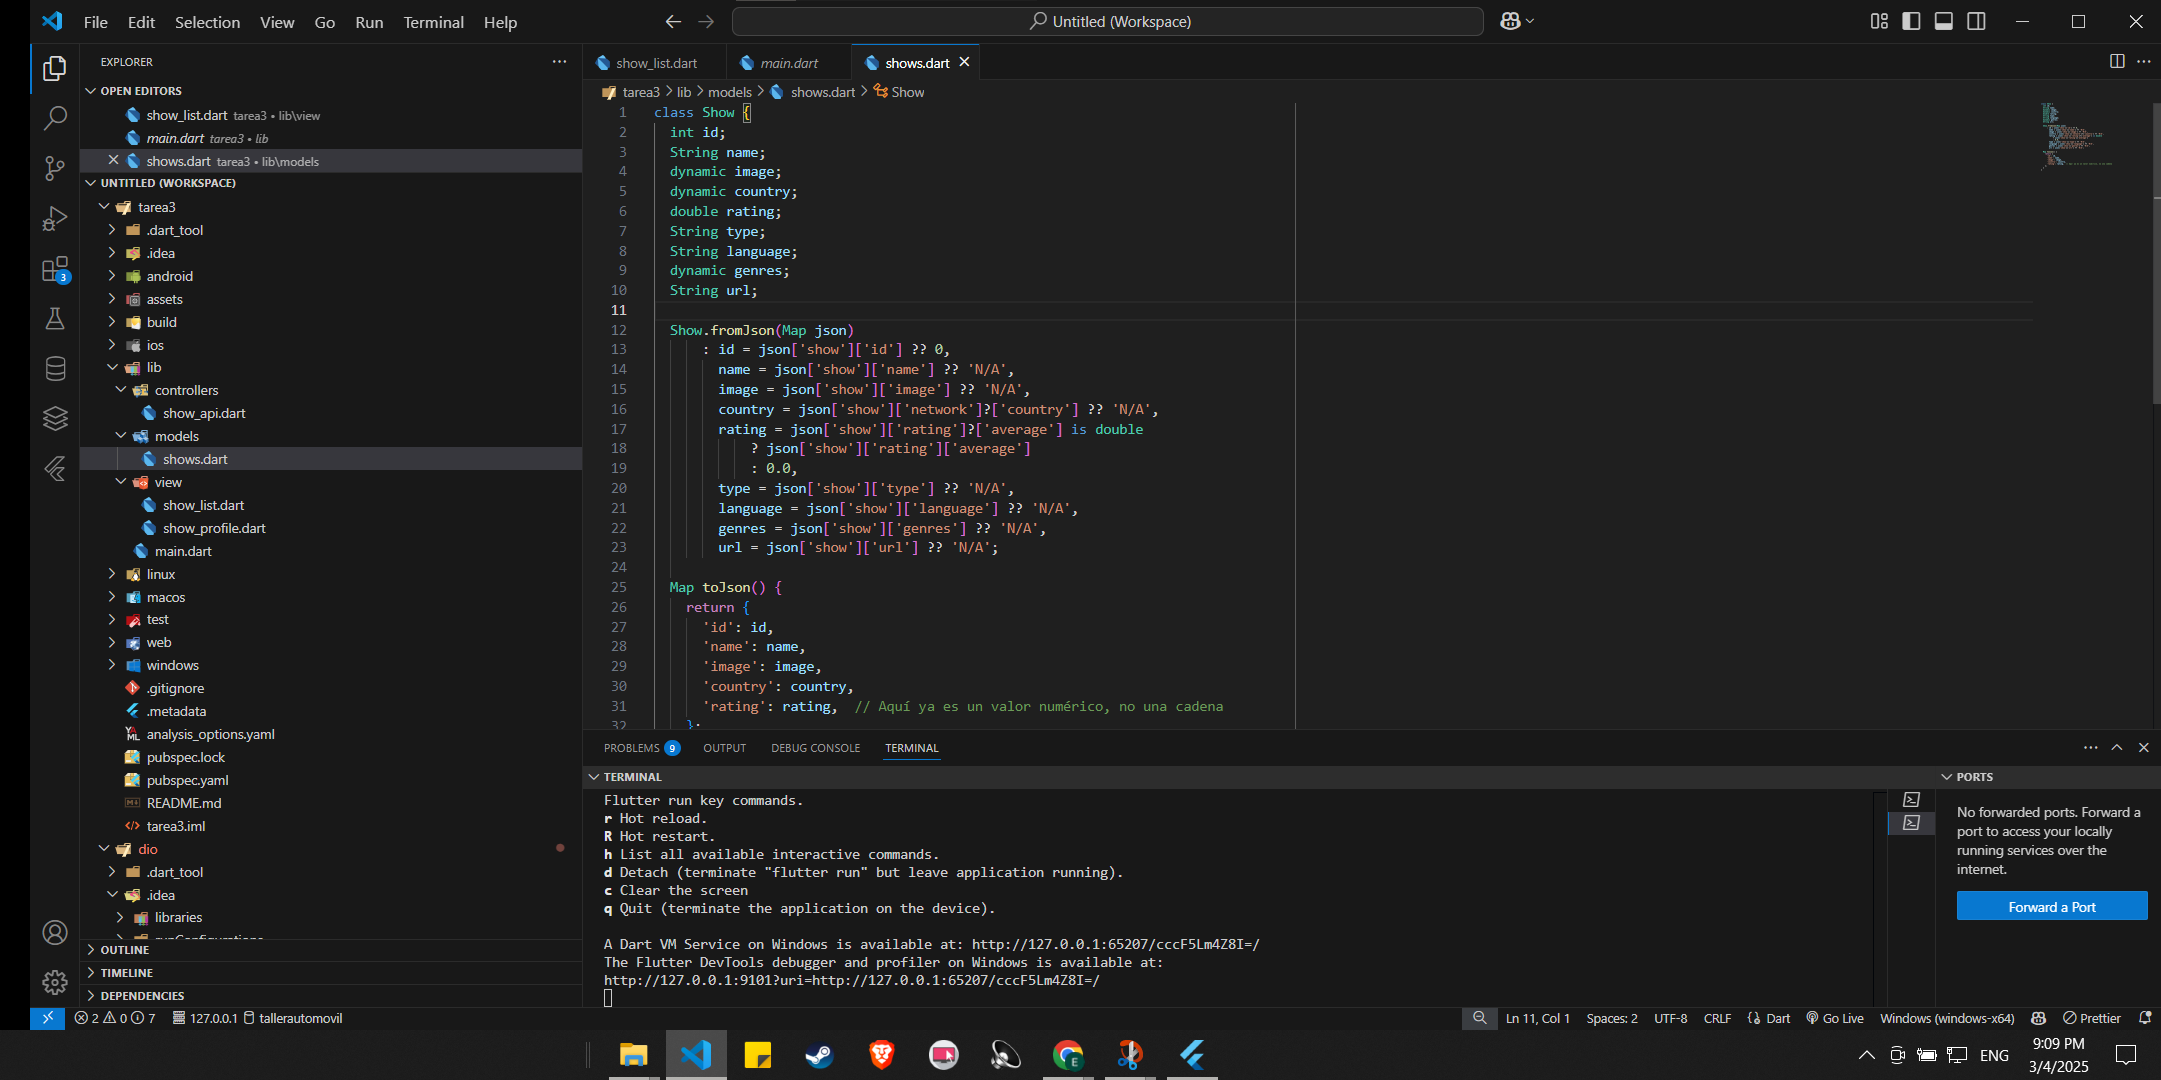 File Edit Selection View Go Run Terminal Help
Untitled (Workspace)
EXPLORER
OPEN EDITORS
show_list.dart tarea3 • lib\view
main.dart tarea3 • lib
shows.dart tarea3 • lib\models
UNTITLED (WORKSPACE)
tarea3
.dart_tool
.idea
android
assets
build
ios
lib
controllers
show_api.dart
models
shows.dart
view
show_list.dart
show_profile.dart
main.dart
linux
macos
test
web
windows
.gitignore
.metadata
analysis_options.yaml
pubspec.lock
pubspec.yaml
README.md
tarea3.iml
dio
.dart_tool
.idea
libraries
OUTLINE
TIMELINE
DEPENDENCIES
3
show_list.dart main.dart shows.dart
tarea3 > lib > models > shows.dart > Show
1 class Show {
2 int id;
3 String name;
4 dynamic image;
5 dynamic country;
6 double rating;
7 String type;
8 String language;
9 dynamic genres;
10 String url;
11
12 Show.fromJson(Map json)
13 : id = json['show']['id'] ?? 0,
14 name = json['show']['name'] ?? 'N/A',
15 image = json['show']['image'] ?? 'N/A',
16 country = json['show']['network']?['country'] ?? 'N/A',
17 rating = json['show']['rating']?['average'] is double
18 ? json['show']['rating']['average']
19 : 0.0,
20 type = json['show']['type'] ?? 'N/A',
21 language = json['show']['language'] ?? 'N/A',
22 genres = json['show']['genres'] ?? 'N/A',
23 url = json['show']['url'] ?? 'N/A';
24
25 Map toJson() {
26 return {
27 'id': id,
28 'name': name,
29 'image': image,
30 'country': country,
31 'rating': rating, // Aquí ya es un valor numérico, no una cadena
32 };
PROBLEMS 9 OUTPUT DEBUG CONSOLE TERMINAL
TERMINAL
Flutter run key commands.
r Hot reload.
R Hot restart.
h List all available interactive commands.
d Detach (terminate "flutter run" but leave application running).
c Clear the screen
q Quit (terminate the application on the device).
A Dart VM Service on Windows is available at: http://127.0.0.1:65207/cccF5Lm4Z8I=/
The Flutter DevTools debugger and profiler on Windows is available at:
http://127.0.0.1:9101?uri=http://127.0.0.1:65207/cccF5Lm4Z8I=/
PORTS
No forwarded ports. Forward a
port to access your locally
running services over the
internet.
Forward a Port
2 0 7 127.0.0.1 tallerautomovil
Ln 11, Col 1 Spaces: 2 UTF-8 CRLF Dart Go Live Windows (windows-x64) Prettier
E
ENG
9:09 PM
3/4/2025